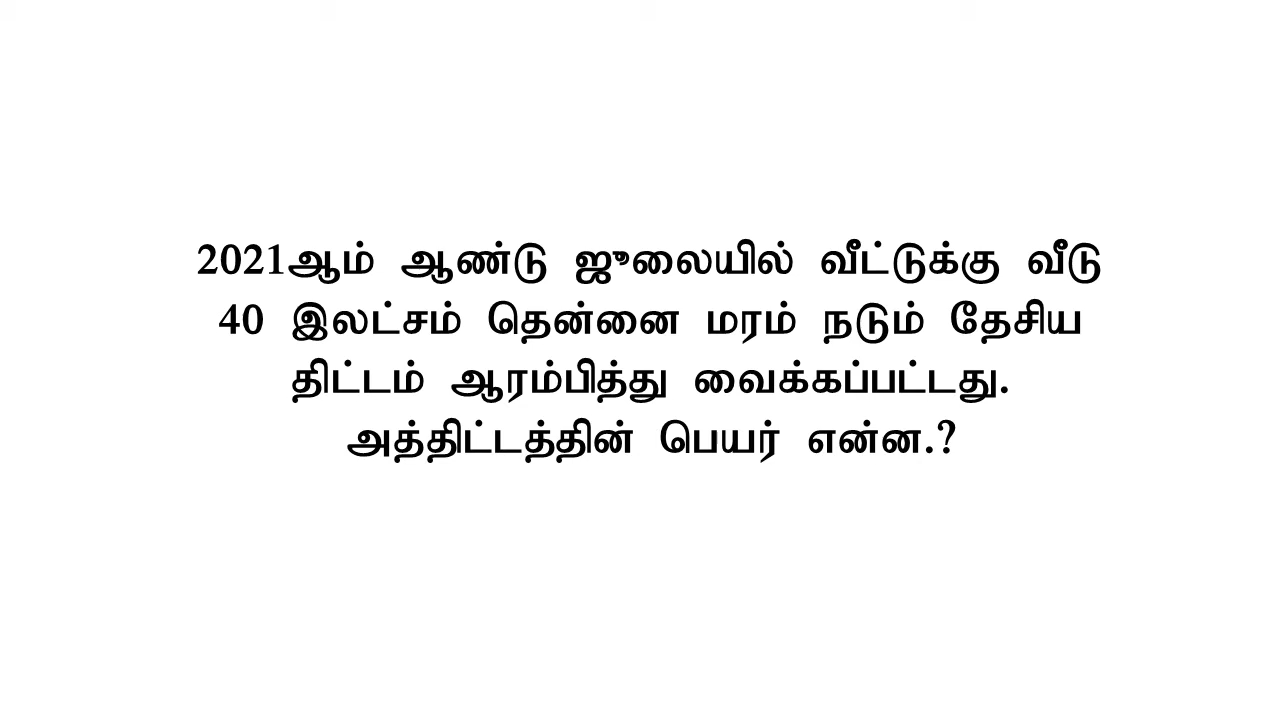 2021ஆம் ஆண்டு ஜூலையில் வீட்டுக்கு வீடு
40 இலட்சம் தென்னை மரம் நடும் தேசிய
திட்டம் ஆரம்பித்து வைக்கப்பட்டது.
அத்திட்டத்தின் பெயர் என்ன.?